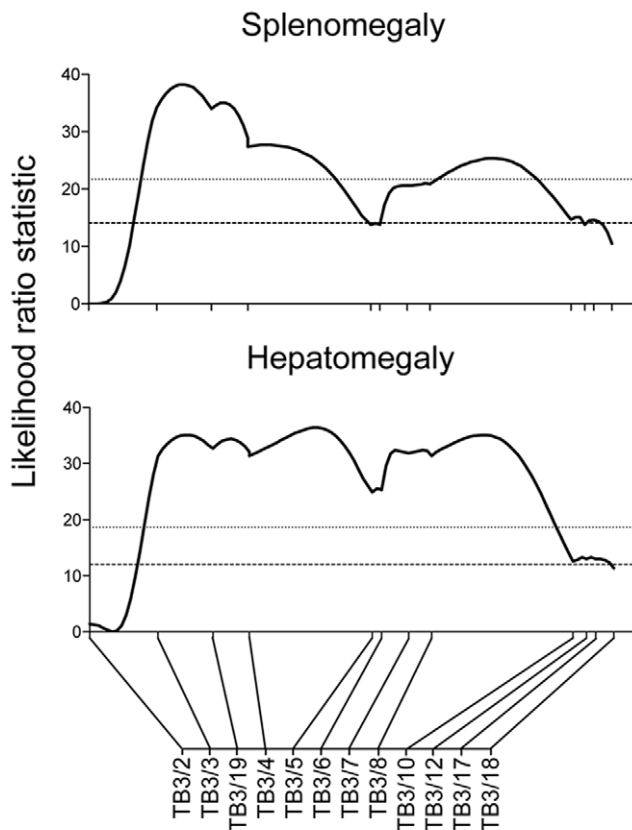 Splenomegaly
40
30
20
10
0
Likelihood ratio statistic
Hepatomegaly
40
30
20
10
0
TB3/2
TB3/3
TB3/19
TB3/4
TB3/5
TB3/6
TB3/7
TB3/8
TB3/10
TB3/12
TB3/17
TB3/18